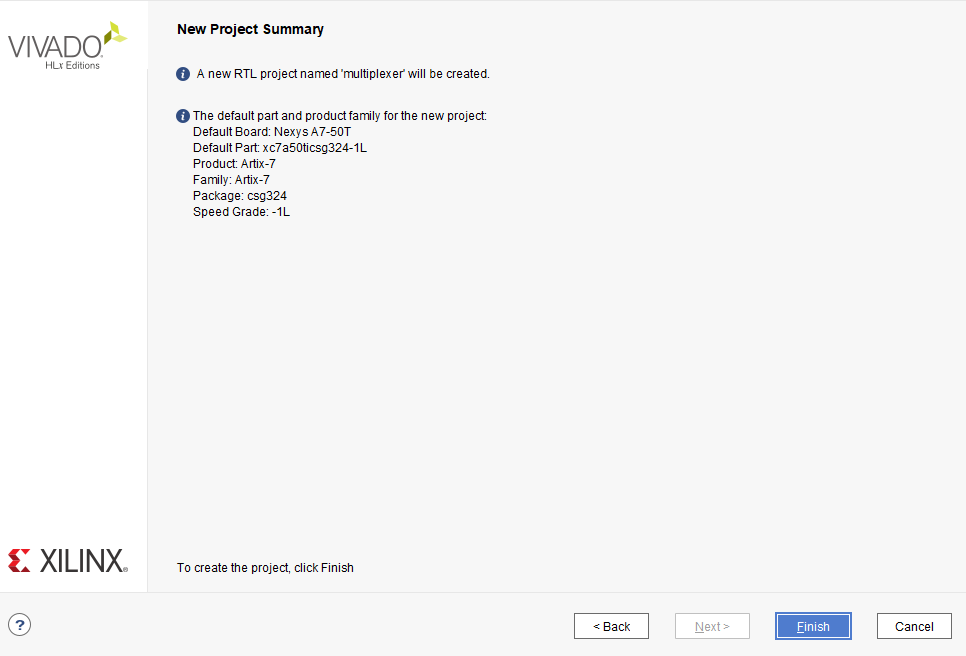 New Project Summary
VIVADO.
HLx Editions
A new RTL project named 'multiplexer' will be created.
The default part and product family for the new project:
Default Board: Nexys A7-50T
Default Part: xc7a50ticsg324-1L
Product: Artix-7
Family: Artix-7
Package: csg324
Speed Grade: -1L
XILINX®
To create the project, click Finish
?
< Back
Next >
Finish
Cancel